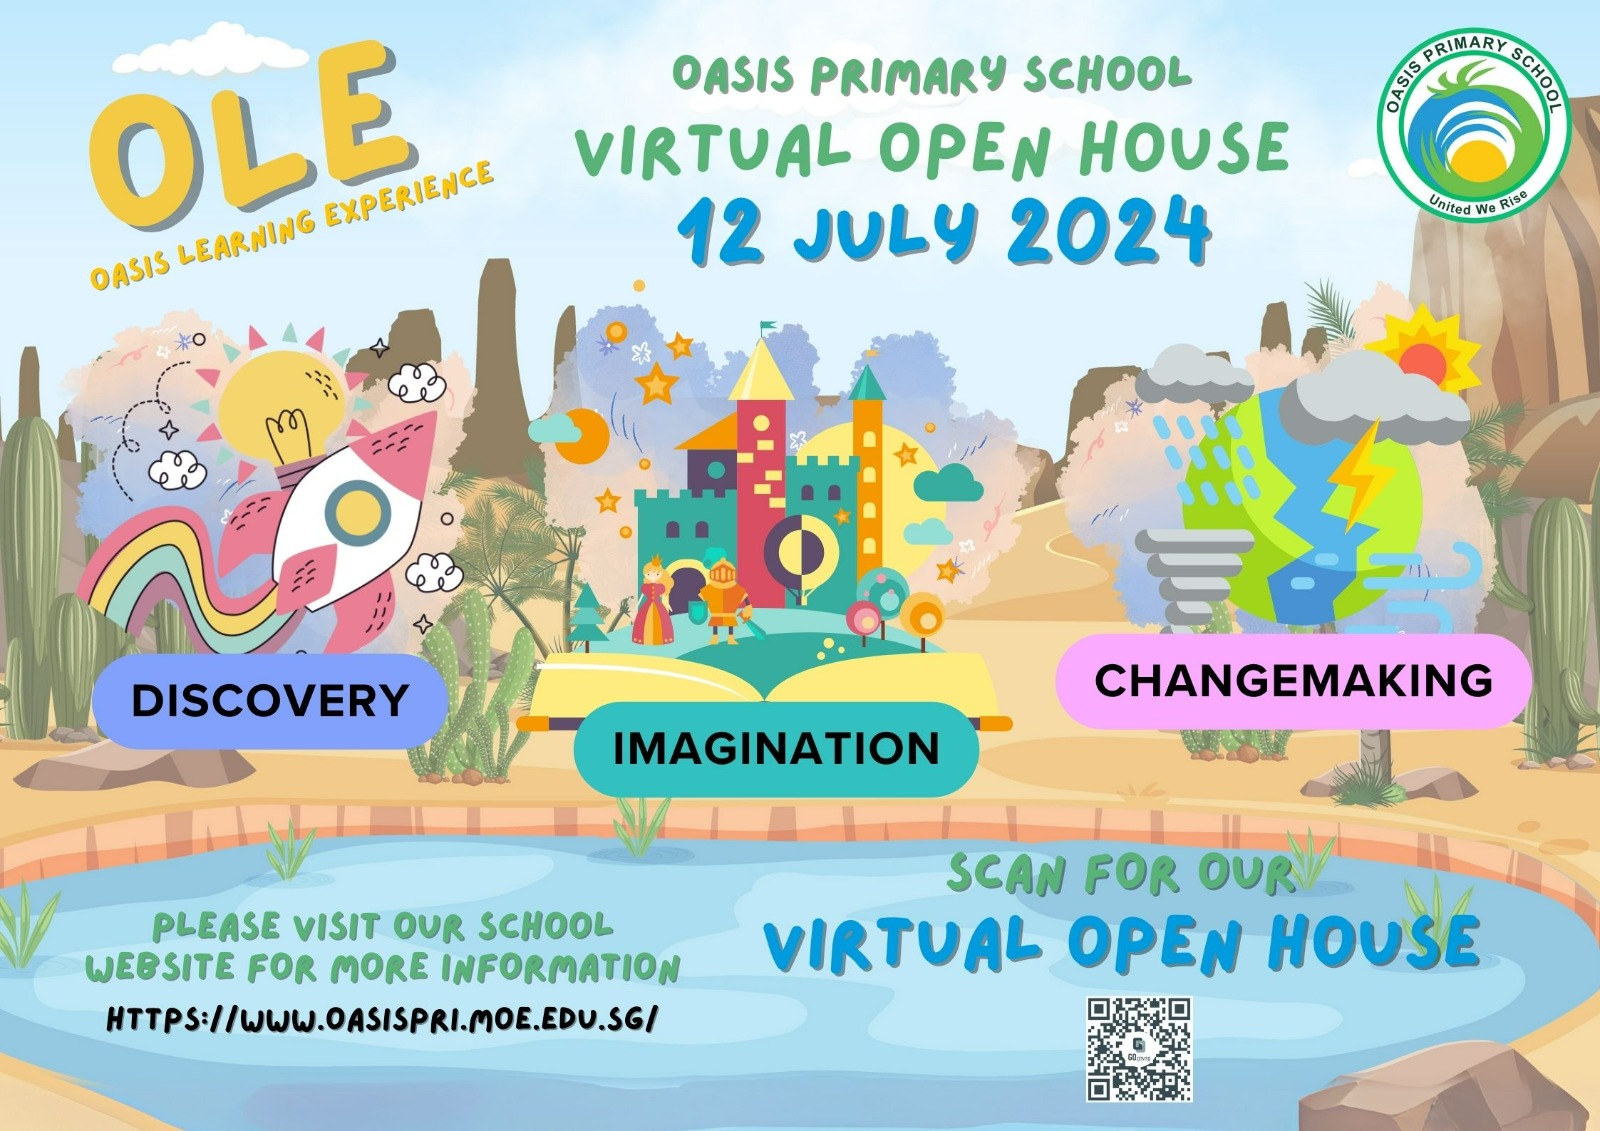 OLE
OASIS LEARNING EXPERIENCE
OASIS PRIMARY SCHOOL
VIRTUAL OPEN HOUSE
12 JULY 2024
OASIS PRIMARY SCHOOL
United We Rise
DISCOVERY
IMAGINATION
CHANGEMAKING
PLEASE VISIT OUR SCHOOL
WEBSITE FOR MORE INFORMATION
HTTPS://WWW.OASISPRI.MOE.EDU.SG/
SCAN FOR OUR
VIRTUAL OPEN HOUSE